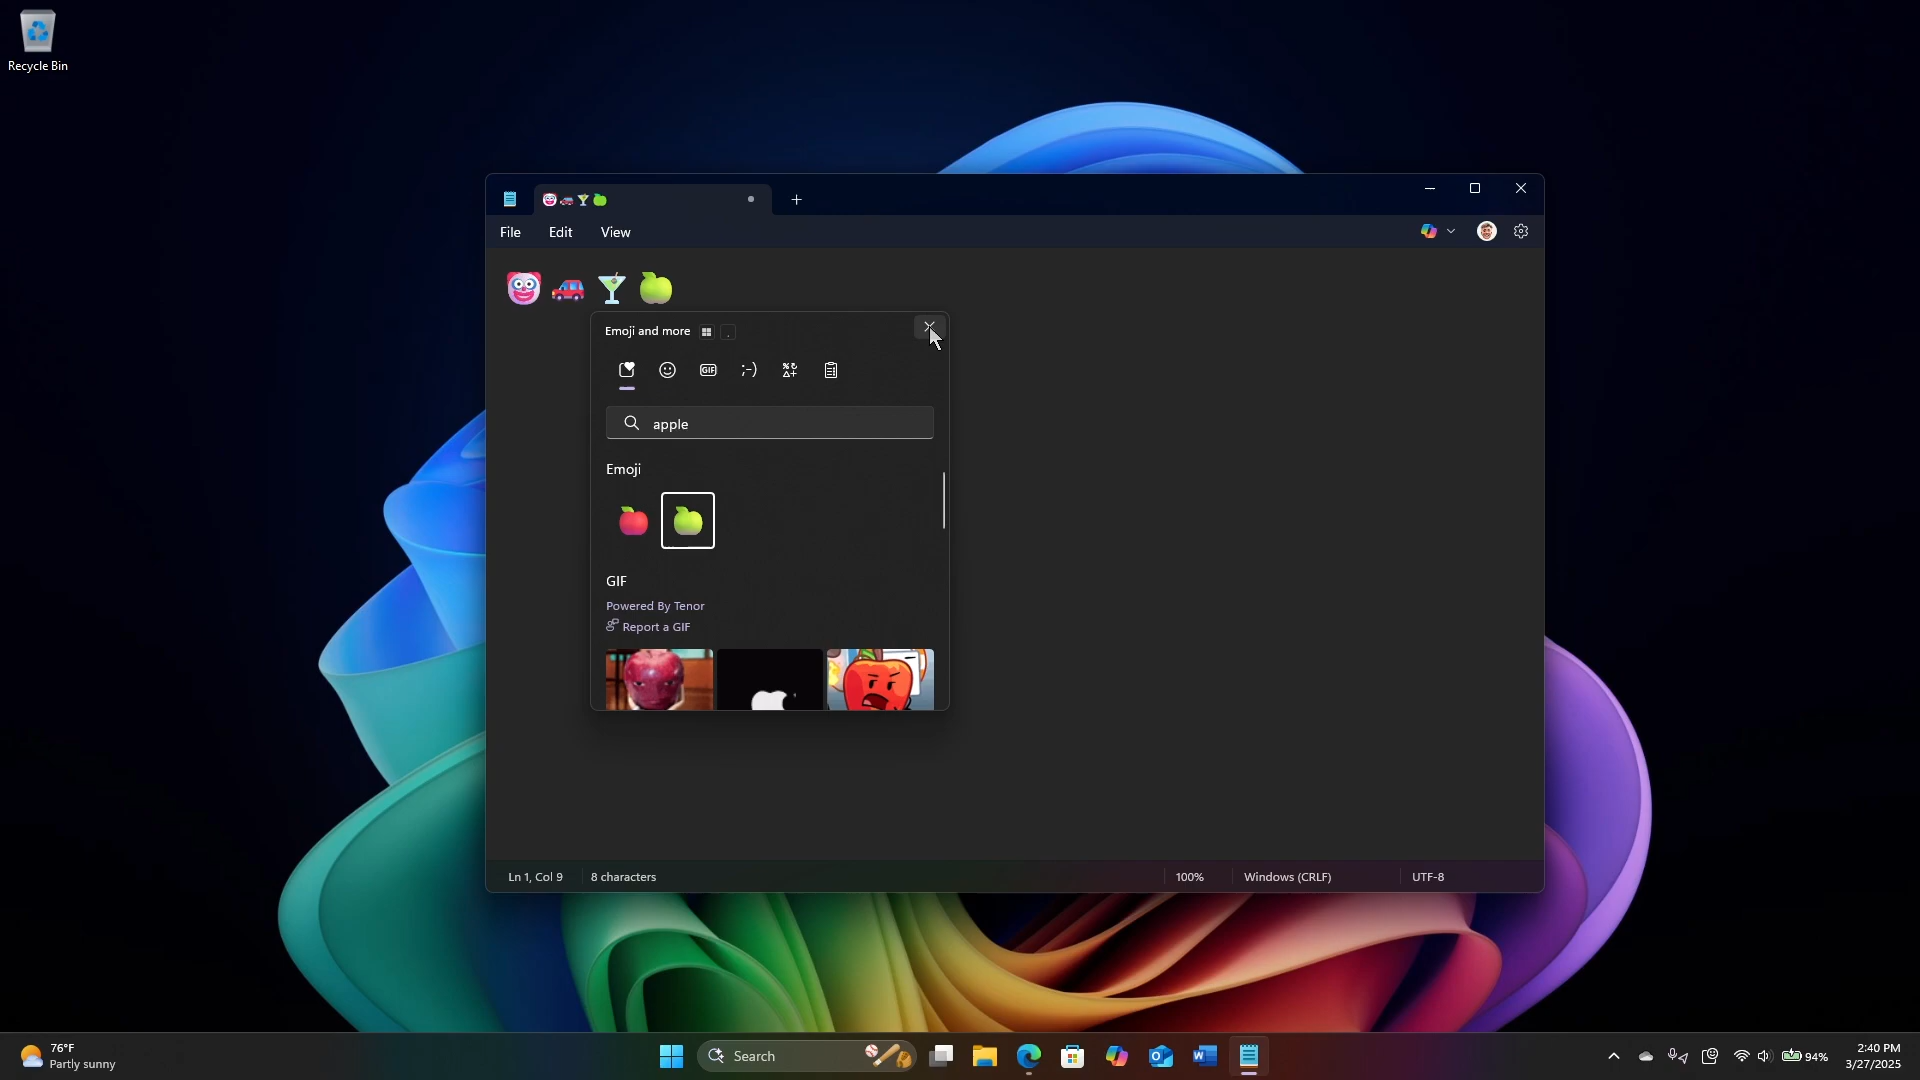 Recycle Bin
🤡🚗🍸🍏
File Edit View
🤡🚗🍸🍏
Emoji and more .
GIF ;-)
apple
Emoji
GIF
Powered By Tenor
Report a GIF
Ln 1, Col 9 8 characters 100% Windows (CRLF) UTF-8
76°F
Partly sunny
Search
94%
2:40 PM
3/27/2025